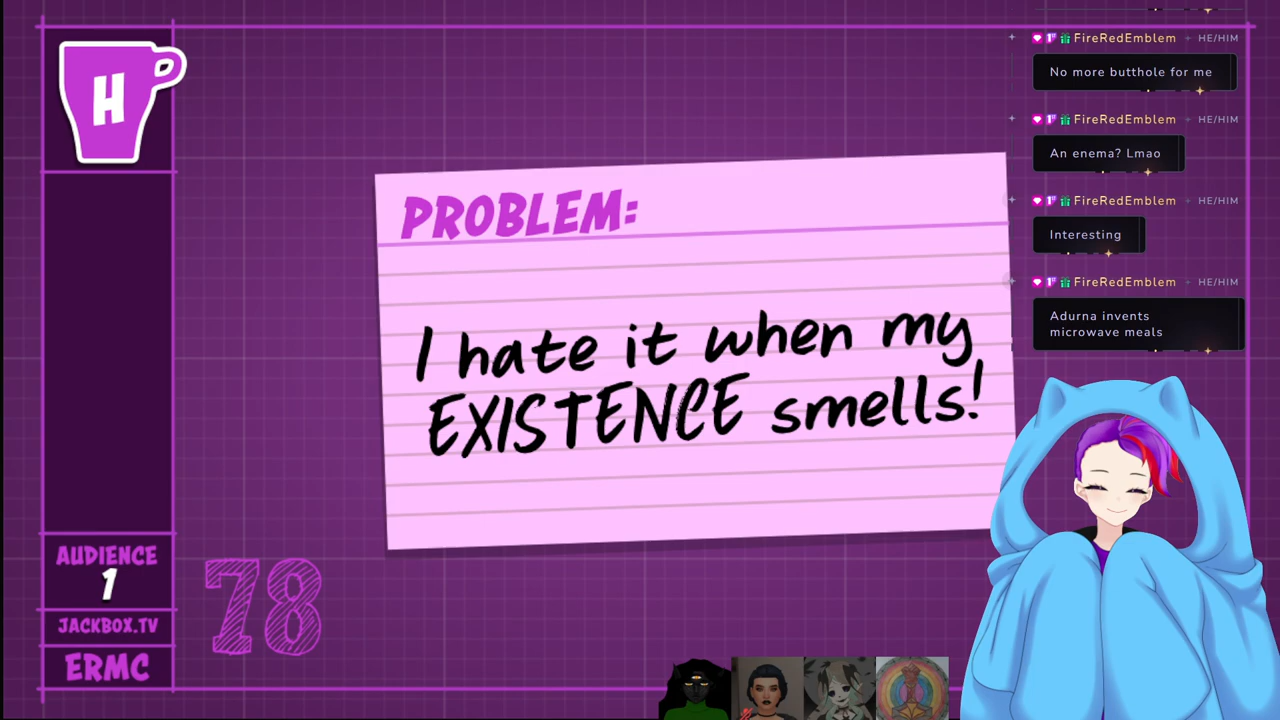 H
PROBLEM:
I hate it when my
EXISTENCE smells!
AUDIENCE
1
JACKBOX.TV
ERMC
78
FireRedEmblem HE/HIM
No more butthole for me
FireRedEmblem HE/HIM
An enema? Lmao
FireRedEmblem HE/HIM
Interesting
FireRedEmblem HE/HIM
Adurna invents
microwave meals